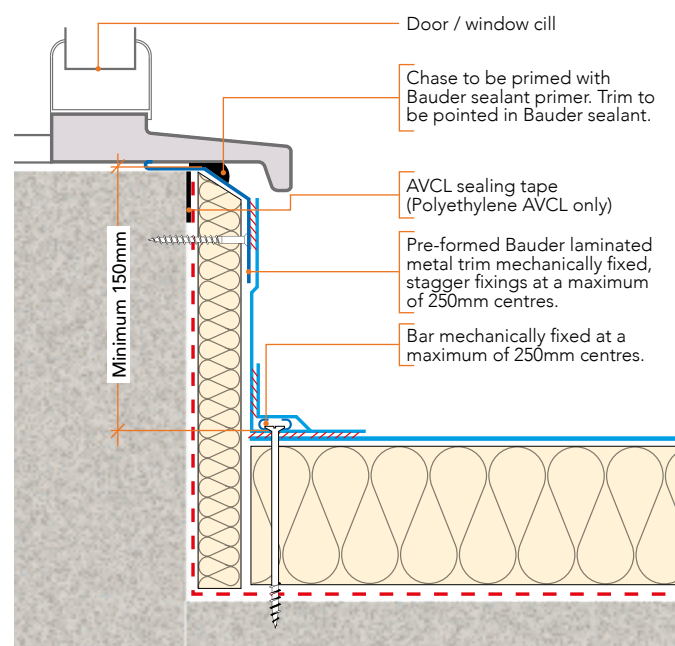 Door / window cill
Chase to be primed with
Bauder sealant primer. Trim to
be pointed in Bauder sealant.
AVCL sealing tape
(Polyethylene AVCL only)
Pre-formed Bauder laminated
metal trim mechanically fixed,
stagger fixings at a maximum
of 250mm centres.
Bar mechanically fixed at a
maximum of 250mm centres.
Minimum 150mm